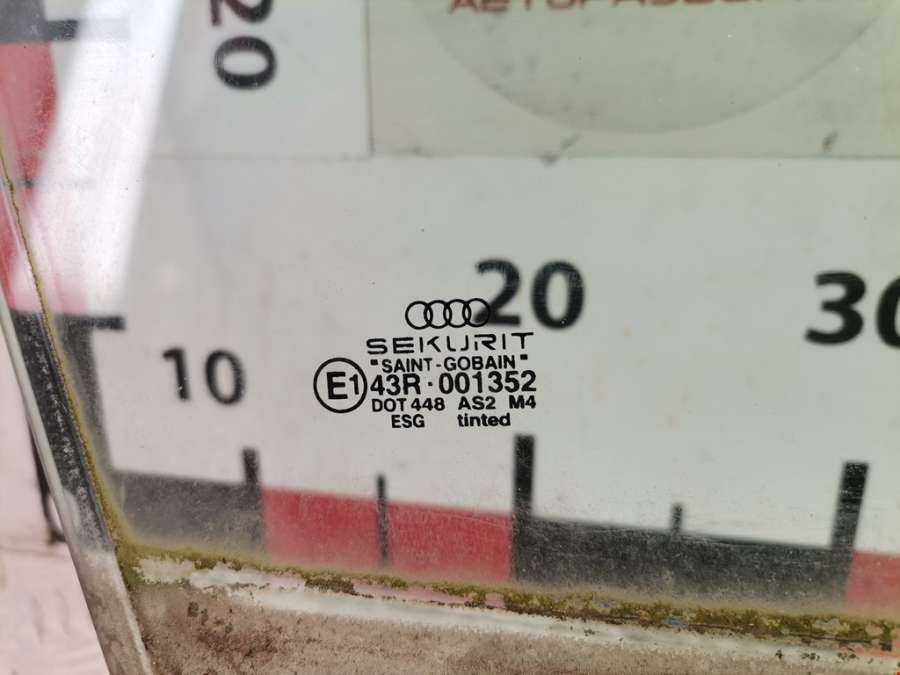 20
20
30
10
SEKURIT
"SAINT-GOBAIN"
E1 43R·001352
DOT 448 AS2 M4
ESG tinted